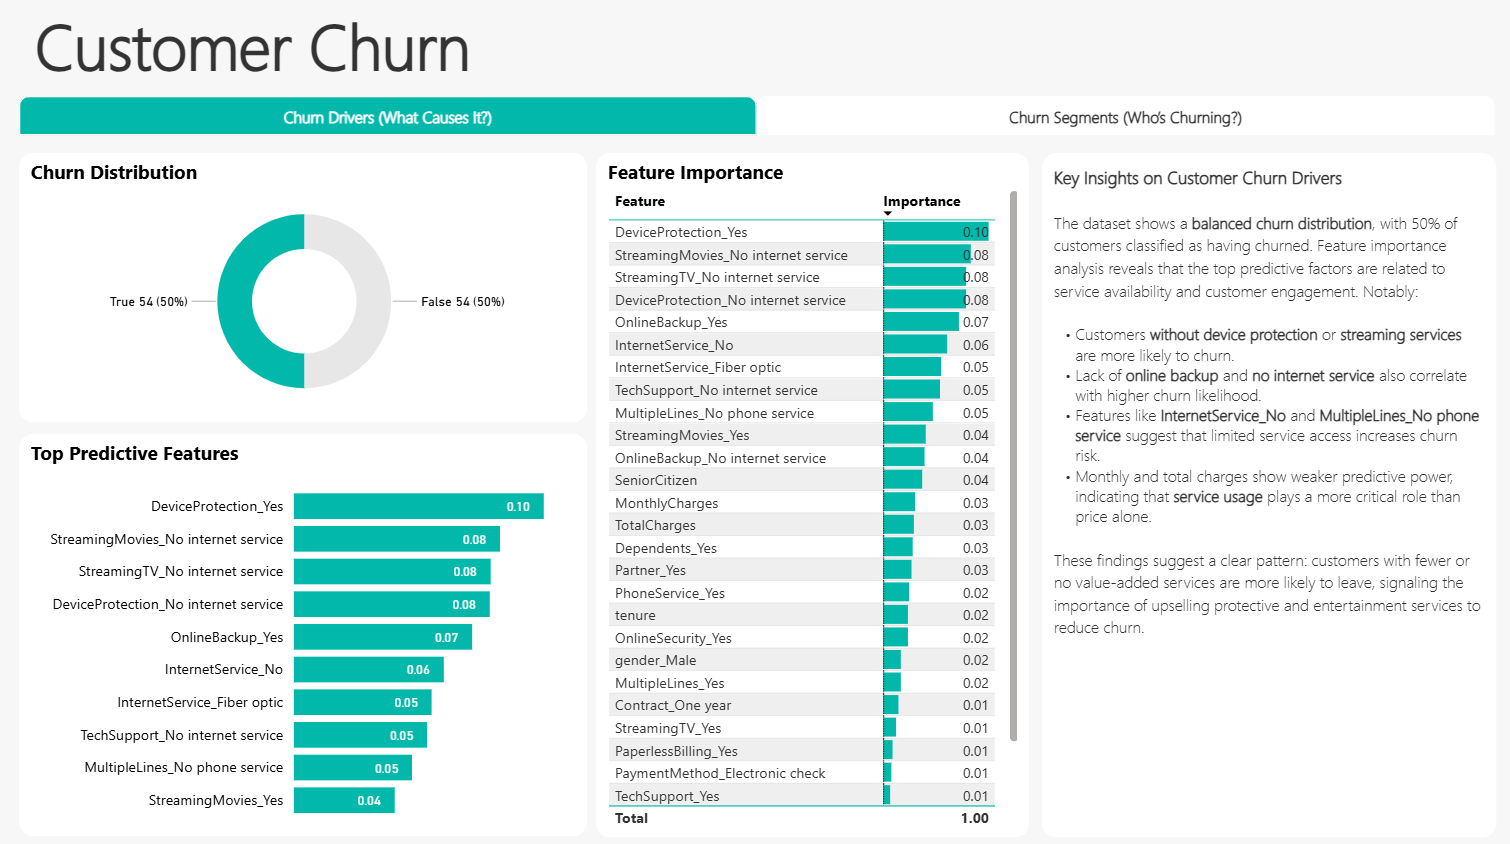 Customer Churn
Churn Drivers (What Causes It?)
Churn Segments (Who's Churning?)
Churn Distribution
True 54 (50%)
False 54 (50%)
Top Predictive Features
DeviceProtection_Yes 0.10
StreamingMovies_No internet service 0.08
StreamingTV_No internet service 0.08
DeviceProtection_No internet service 0.08
OnlineBackup_Yes 0.07
InternetService_No 0.06
InternetService_Fiber optic 0.05
TechSupport_No internet service 0.05
MultipleLines_No phone service 0.05
StreamingMovies_Yes 0.04
Feature Importance
Feature Importance
DeviceProtection_Yes 0.10
StreamingMovies_No internet service 0.08
StreamingTV_No internet service 0.08
DeviceProtection_No internet service 0.08
OnlineBackup_Yes 0.07
InternetService_No 0.06
InternetService_Fiber optic 0.05
TechSupport_No internet service 0.05
MultipleLines_No phone service 0.05
StreamingMovies_Yes 0.04
OnlineBackup_No internet service 0.04
SeniorCitizen 0.04
MonthlyCharges 0.03
TotalCharges 0.03
Dependents_Yes 0.03
Partner_Yes 0.03
PhoneService_Yes 0.02
tenure 0.02
OnlineSecurity_Yes 0.02
gender_Male 0.02
MultipleLines_Yes 0.02
Contract_One year 0.01
StreamingTV_Yes 0.01
PaperlessBilling_Yes 0.01
PaymentMethod_Electronic check 0.01
TechSupport_Yes 0.01
Total 1.00
Key Insights on Customer Churn Drivers
The dataset shows a balanced churn distribution, with 50% of
customers classified as having churned. Feature importance
analysis reveals that the top predictive factors are related to
service availability and customer engagement. Notably:
• Customers without device protection or streaming services
are more likely to churn.
• Lack of online backup and no internet service also correlate
with higher churn likelihood.
• Features like InternetService_No and MultipleLines_No phone
service suggest that limited service access increases churn
risk.
• Monthly and total charges show weaker predictive power,
indicating that service usage plays a more critical role than
price alone.
These findings suggest a clear pattern: customers with fewer or
no value-added services are more likely to leave, signaling the
importance of upselling protective and entertainment services to
reduce churn.